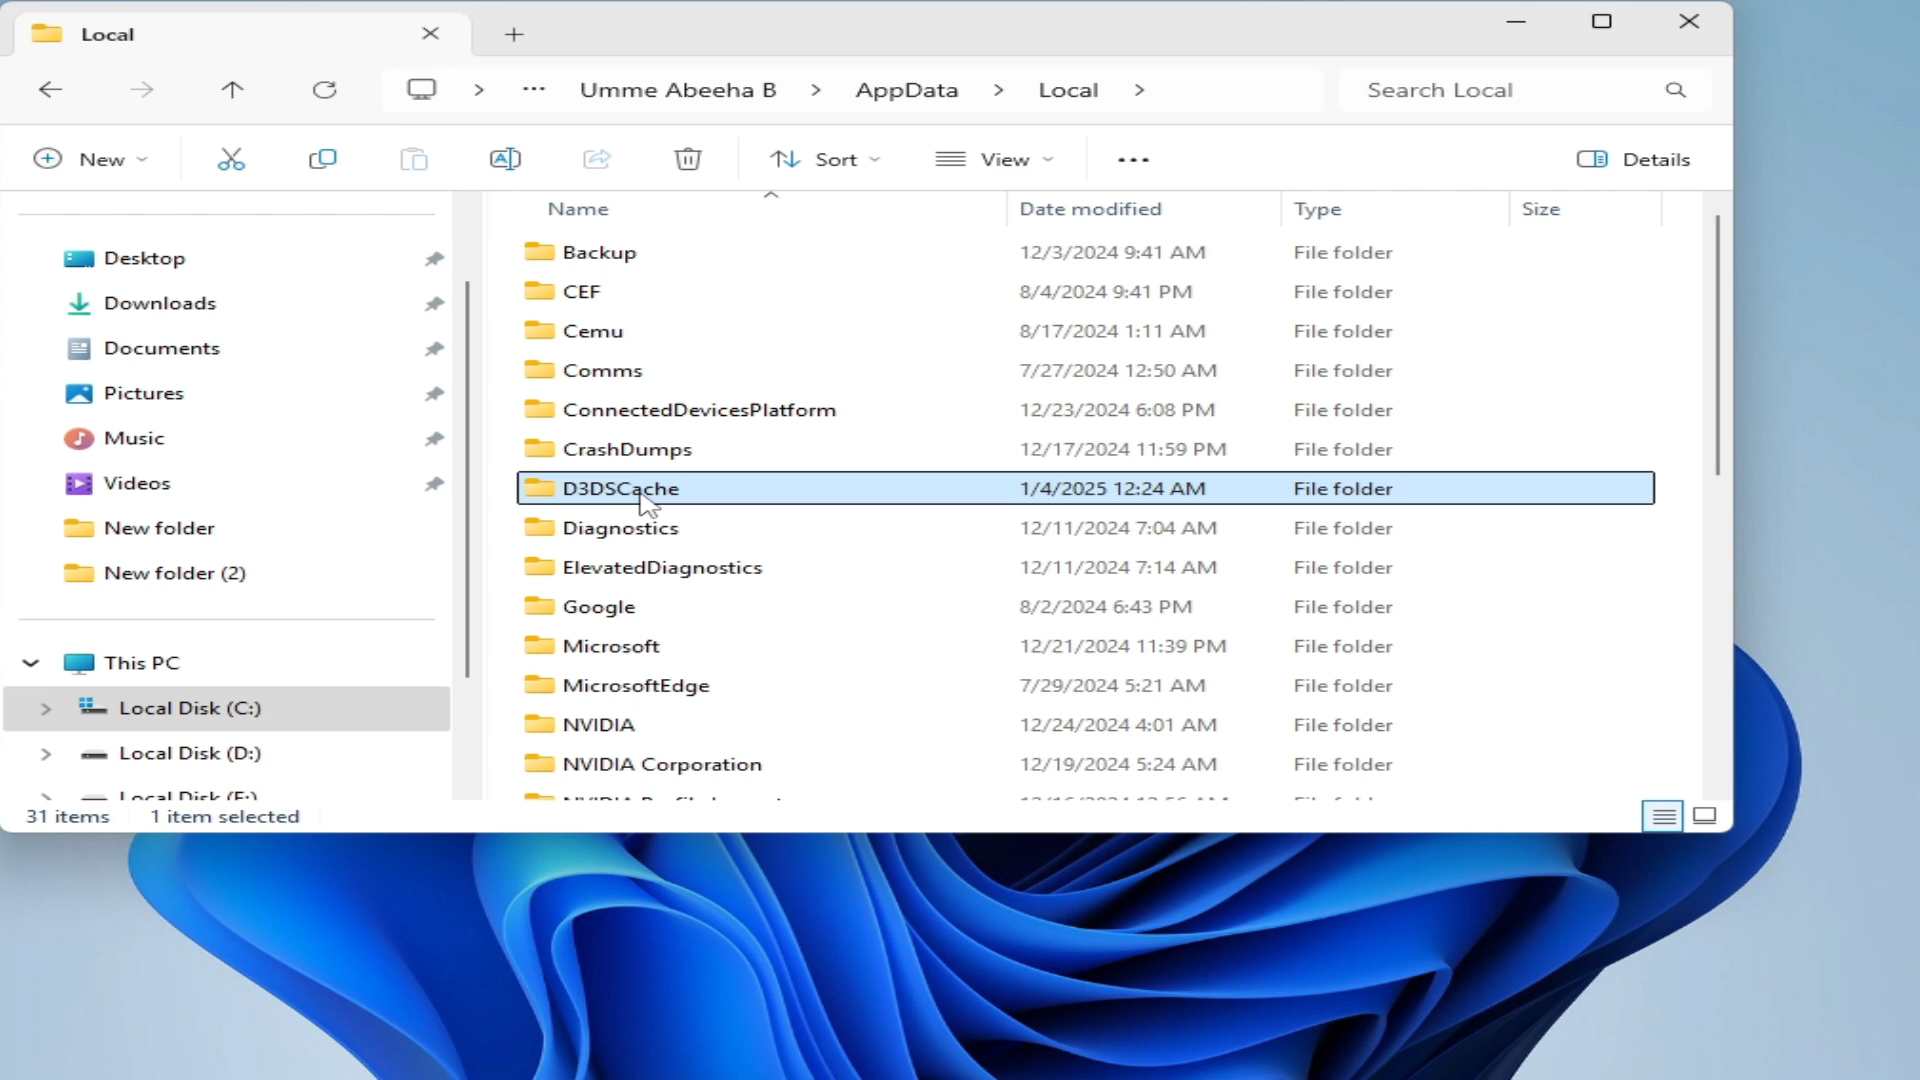 Local
Umme Abeeha B
AppData
Local
Search Local
New
Sort
View
Details
Name
Date modified
Type
Size
Desktop
Downloads
Documents
Pictures
Music
Videos
New folder
New folder (2)
This PC
Local Disk (C:)
Local Disk (D:)
Local Disk
Backup 12/3/2024 9:41 AM File folder
CEF 8/4/2024 9:41 PM File folder
Cemu 8/17/2024 1:11 AM File folder
Comms 7/27/2024 12:50 AM File folder
ConnectedDevicesPlatform 12/23/2024 6:08 PM File folder
CrashDumps 12/17/2024 11:59 PM File folder
D3DSCache 1/4/2025 12:24 AM File folder
Diagnostics 12/11/2024 7:04 AM File folder
ElevatedDiagnostics 12/11/2024 7:14 AM File folder
Google 8/2/2024 6:43 PM File folder
Microsoft 12/21/2024 11:39 PM File folder
MicrosoftEdge 7/29/2024 5:21 AM File folder
NVIDIA 12/24/2024 4:01 AM File folder
NVIDIA Corporation 12/19/2024 5:24 AM File folder
31 items
1 item selected